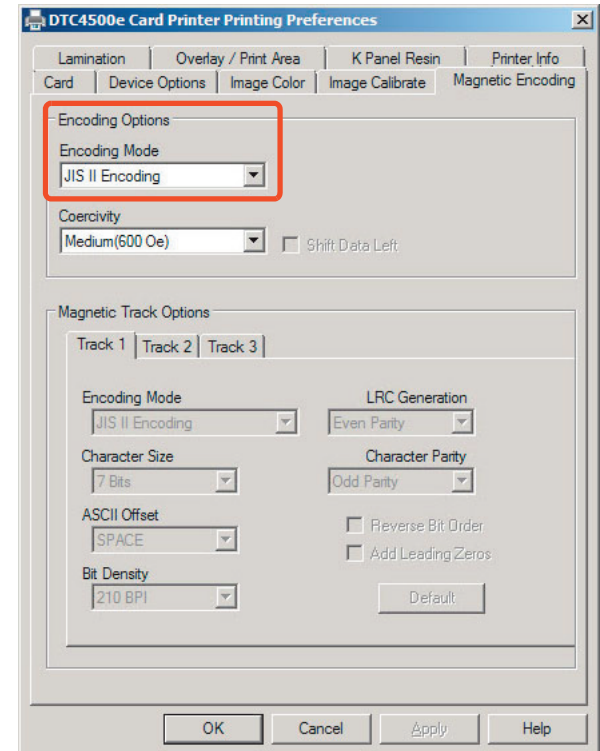 DTC4500e Card Printer Printing Preferences
Lamination Overlay / Print Area K Panel Resin Printer Info
Card Device Options Image Color Image Calibrate Magnetic Encoding
Encoding Options
Encoding Mode
JIS II Encoding
Coercivity
Medium(600 Oe) Shift Data Left
Magnetic Track Options
Track 1 Track 2 Track 3
Encoding Mode LRC Generation
JIS II Encoding Even Parity
Character Size Character Parity
7 Bits Odd Parity
ASCII Offset Reverse Bit Order
SPACE Add Leading Zeros
Bit Density
210 BPI Default
OK Cancel Apply Help